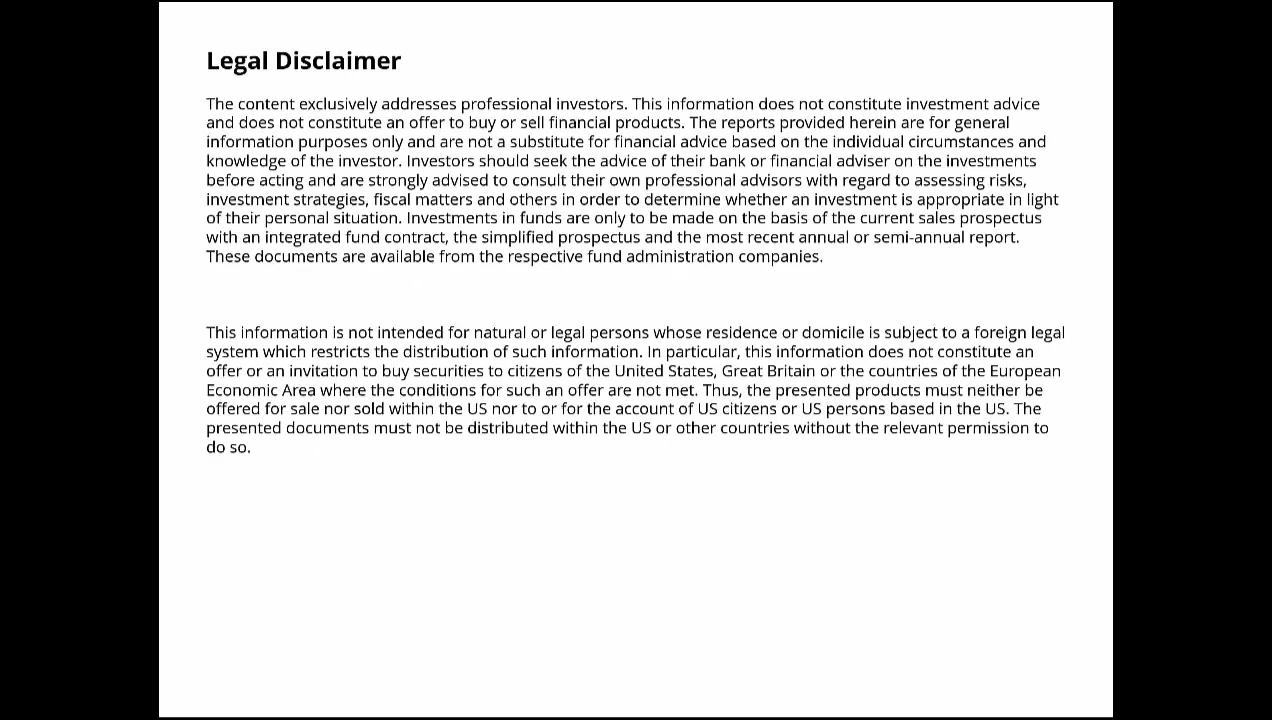 Legal Disclaimer
The content exclusively addresses professional investors. This information does not constitute investment advice
and does not constitute an offer to buy or sell financial products. The reports provided herein are for general
information purposes only and are not a substitute for financial advice based on the individual circumstances and
knowledge of the investor. Investors should seek the advice of their bank or financial adviser on the investments
before acting and are strongly advised to consult their own professional advisors with regard to assessing risks,
investment strategies, fiscal matters and others in order to determine whether an investment is appropriate in light
of their personal situation. Investments in funds are only to be made on the basis of the current sales prospectus
with an integrated fund contract, the simplified prospectus and the most recent annual or semi-annual report.
These documents are available from the respective fund administration companies.
This information is not intended for natural or legal persons whose residence or domicile is subject to a foreign legal
system which restricts the distribution of such information. In particular, this information does not constitute an
offer or an invitation to buy securities to citizens of the United States, Great Britain or the countries of the European
Economic Area where the conditions for such an offer are not met. Thus, the presented products must neither be
offered for sale nor sold within the US nor to or for the account of US citizens or US persons based in the US. The
presented documents must not be distributed within the US or other countries without the relevant permission to
do so.